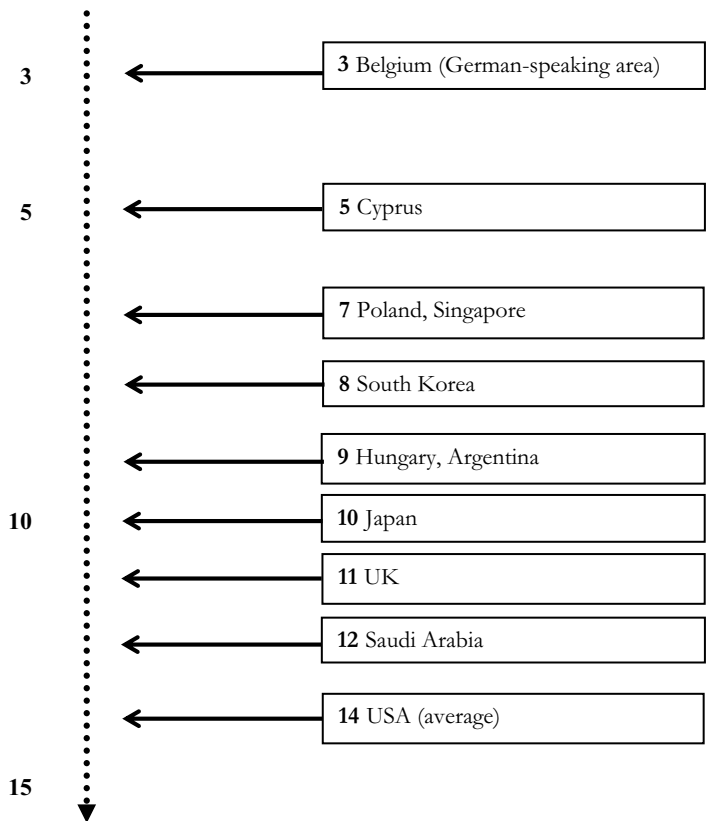 3
3 Belgium (German-speaking area)
5
5 Cyprus
7 Poland, Singapore
8 South Korea
9 Hungary, Argentina
10
10 Japan
11 UK
12 Saudi Arabia
14 USA (average)
15